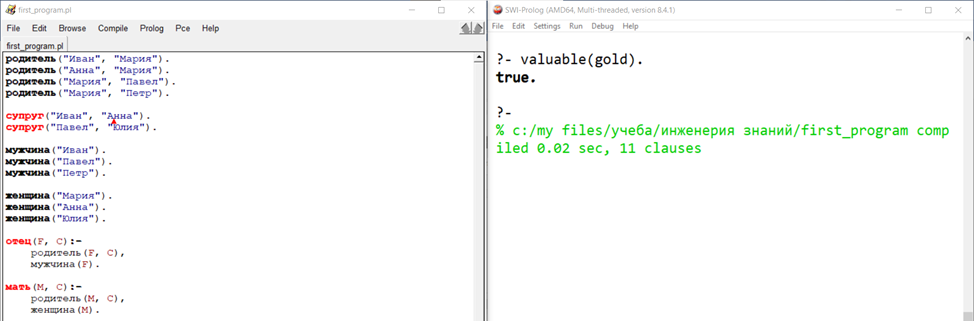 first_program.pl
File Edit Browse Compile Prolog Pce Help
first_program.pl
родитель("Иван", "Мария").
родитель("Анна", "Мария").
родитель("Мария", "Павел").
родитель("Мария", "Петр").
супруг("Иван", "Анна").
супруг("Павел", "Юлия").
мужчина("Иван").
мужчина("Павел").
мужчина("Петр").
женщина("Мария").
женщина("Анна").
женщина("Юлия").
отец(F, C):-
родитель(F, C),
мужчина(F).
мать(M, C):-
родитель(M, C),
женщина(M).
SWI-Prolog (AMD64, Multi-threaded, version 8.4.1)
File Edit Settings Run Debug Help
?- valuable(gold).
true.
?-
% c:/my files/учеба/инженерия знаний/first_program comp
iled 0.02 sec, 11 clauses